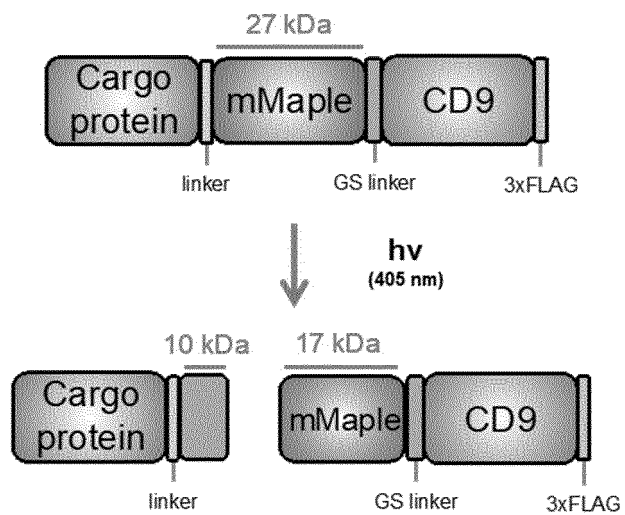 27 kDa
Cargo
protein
mMaple
CD9
linker
GS linker
3xFLAG
hv
(405 nm)
10 kDa
17 kDa
Cargo
protein
mMaple
CD9
linker
GS linker
3xFLAG